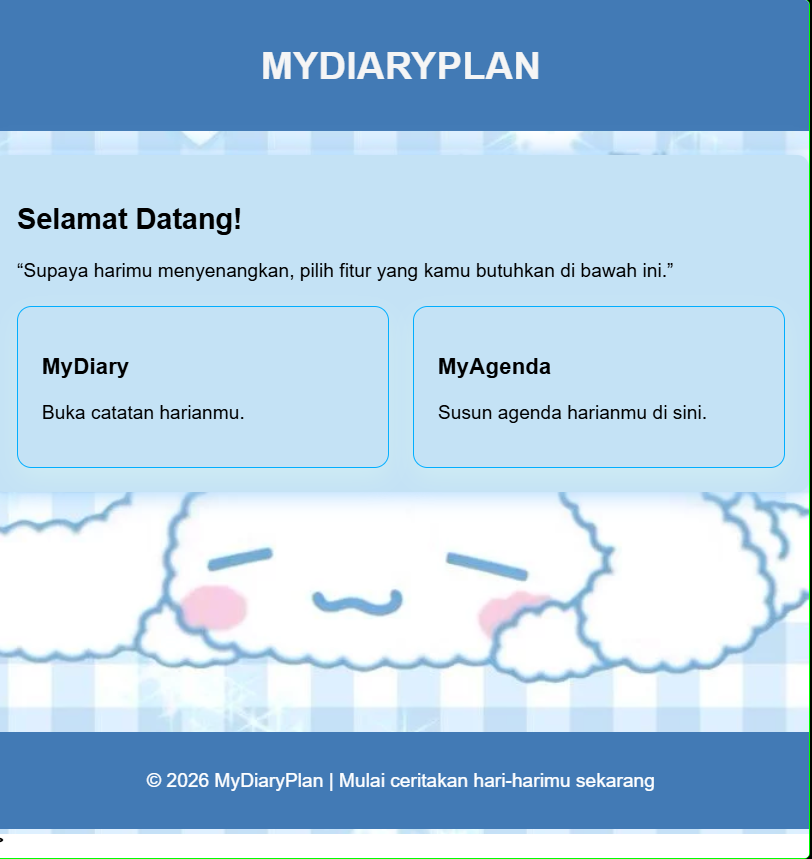 MYDIARYPLAN
Selamat Datang!
“Supaya harimu menyenangkan, pilih fitur yang kamu butuhkan di bawah ini.”
MyDiary
Buka catatan harianmu.
MyAgenda
Susun agenda harianmu di sini.
© 2026 MyDiaryPlan | Mulai ceritakan hari-harimu sekarang